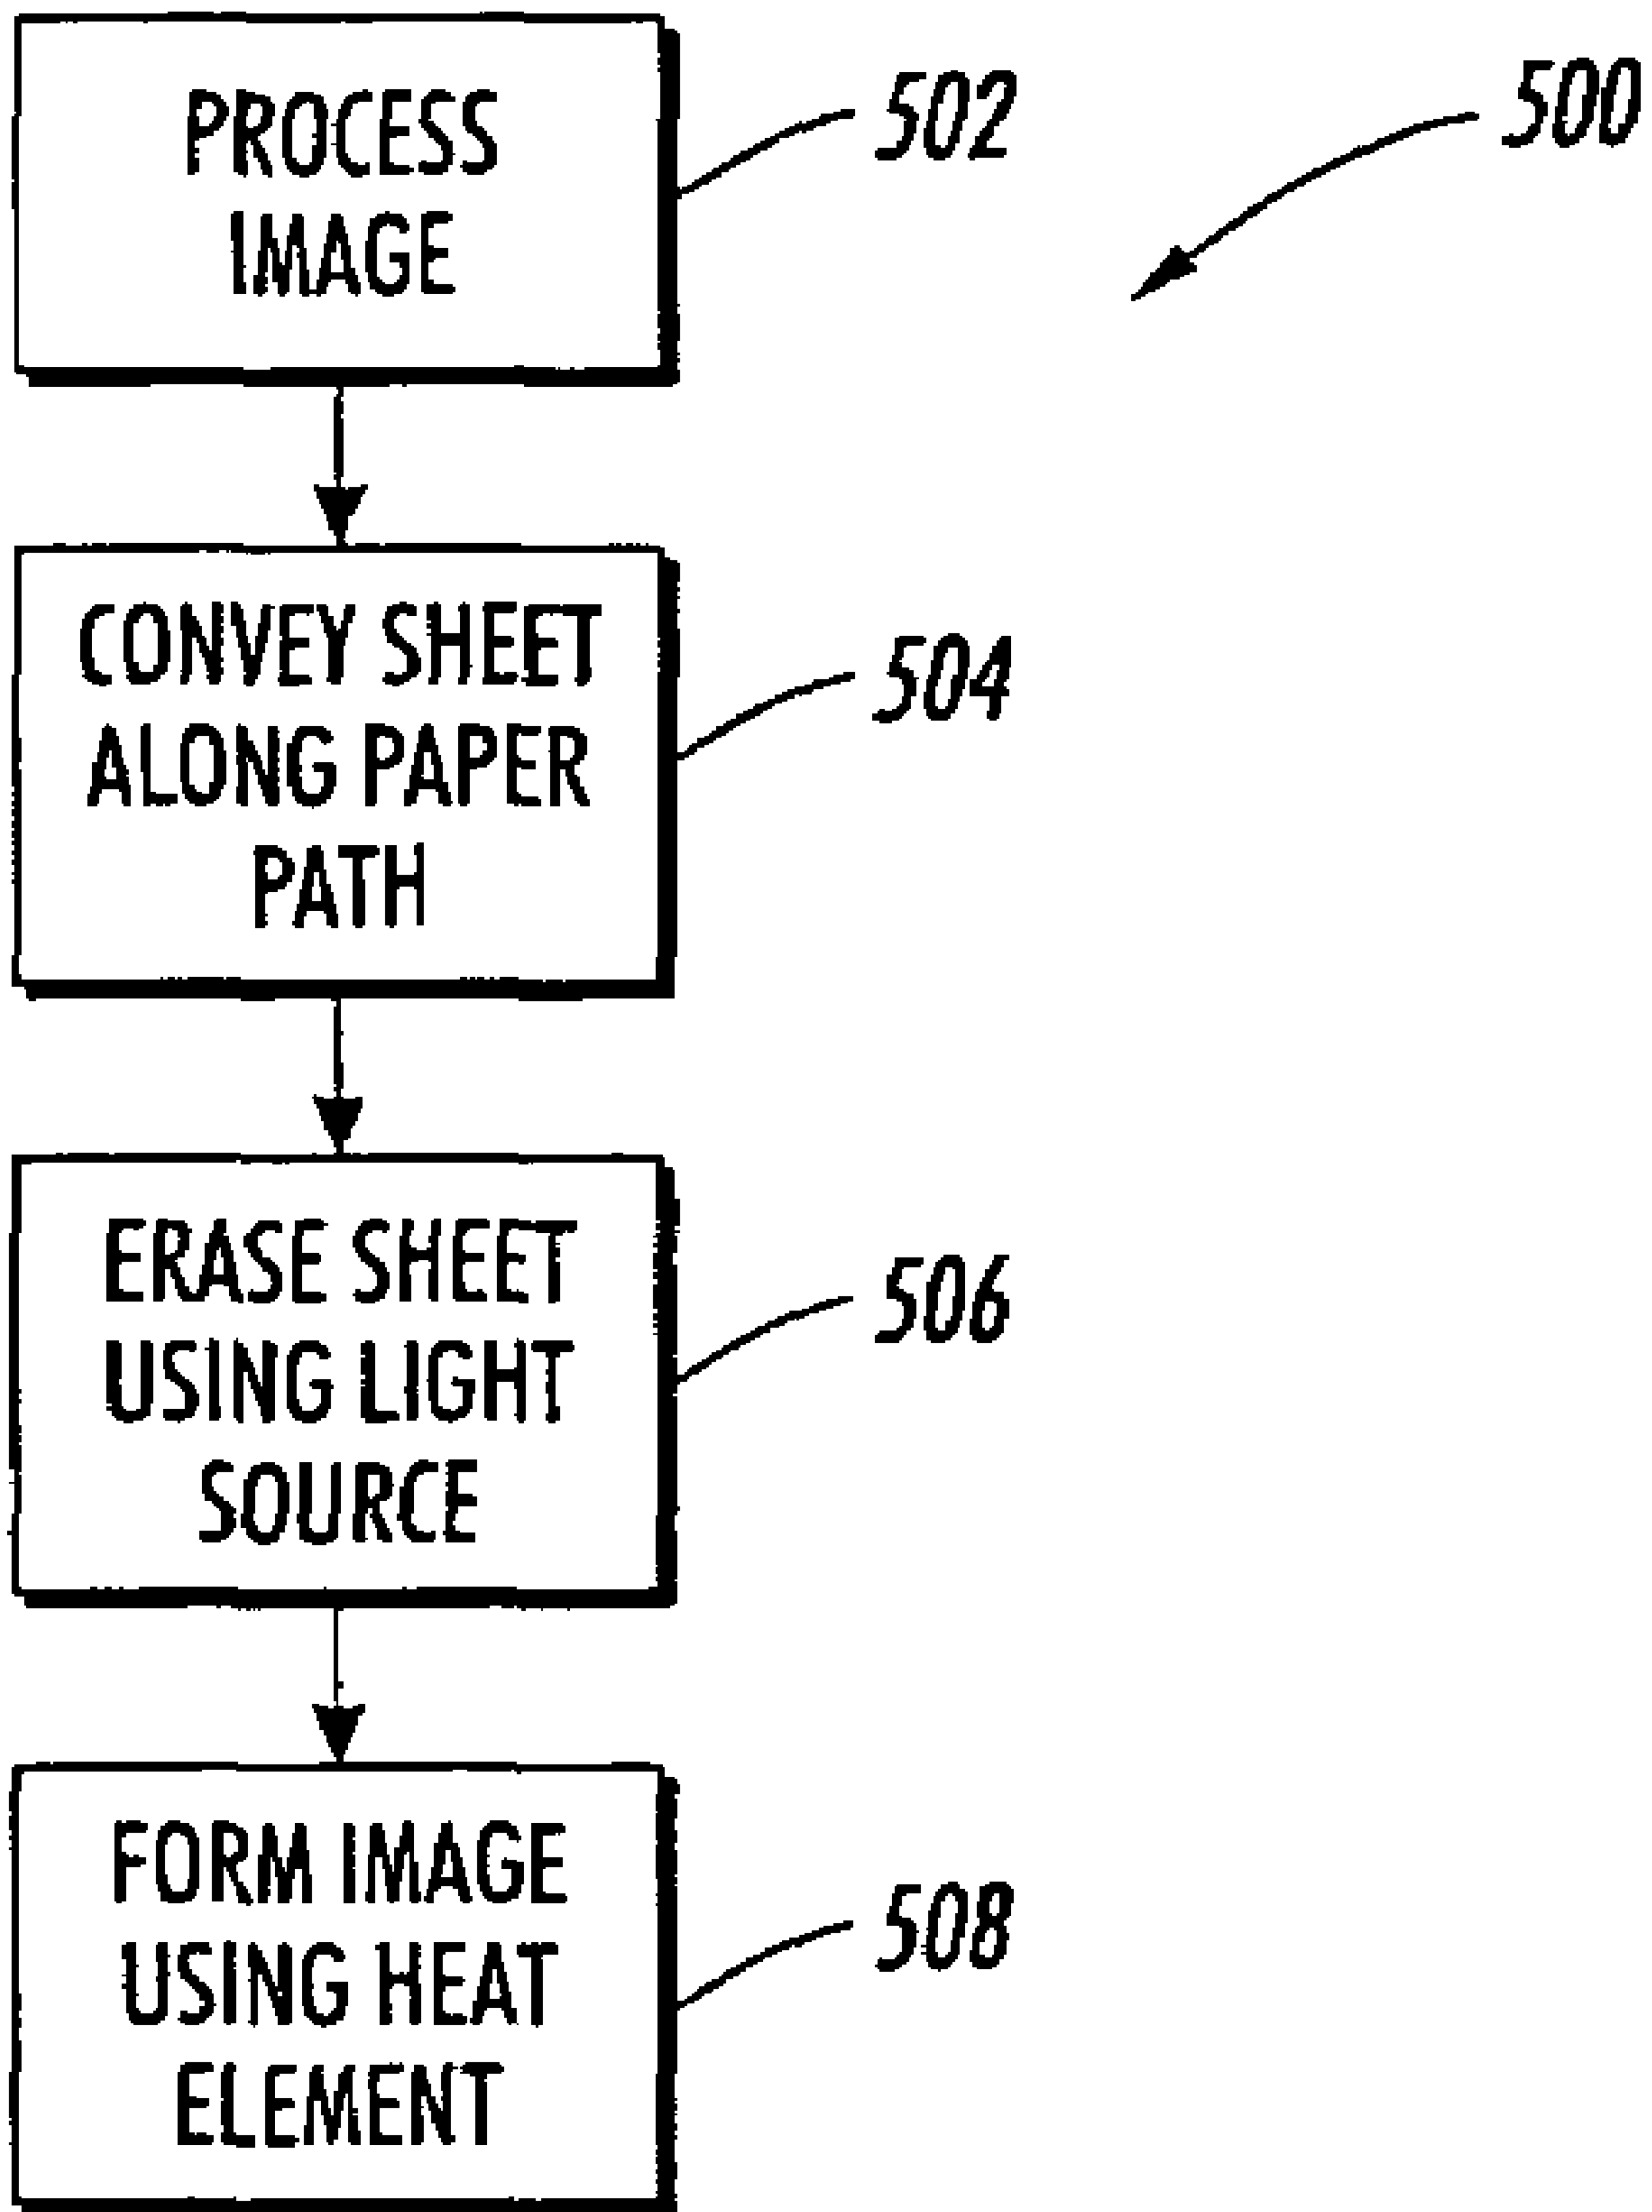 PROCESS
IMAGE
502
500
CONVEY SHEET
ALONG PAPER
PATH
504
ERASE SHEET
USING LIGHT
SOURCE
506
FORM IMAGE
USING HEAT
ELEMENT
508